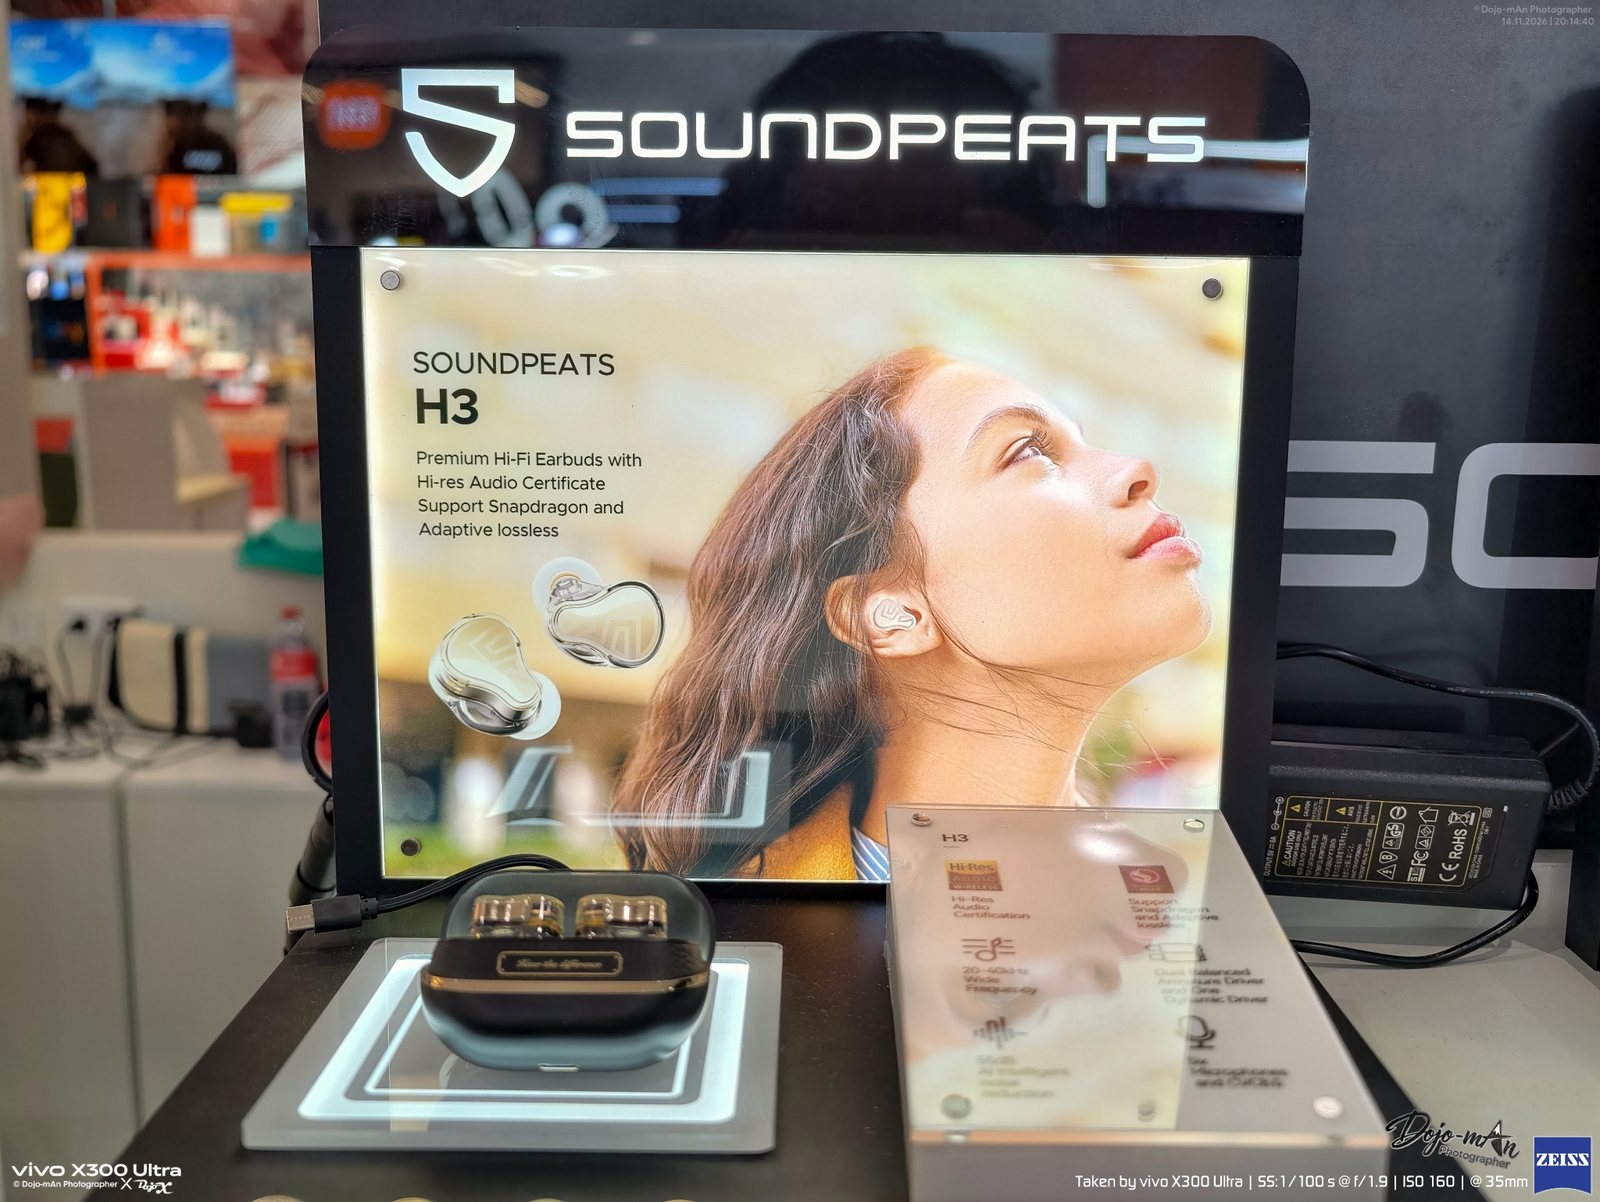 © Dojo-mAn Photographer
14.11.2026 | 20:14:40
SOUNDPEATS
SOUNDPEATS
H3
Premium Hi-Fi Earbuds with
Hi-res Audio Certificate
Support Snapdragon and
Adaptive lossless
SO
H3
Hi-Res
AUDIO
WIRELESS
Hi-Res
Audio
Certification
Support
Snapdragon
and Adaptive
lossless
20-40kHz
Wide
Frequency
Dual Balanced
Armature Driver
and One
Dynamic Driver
55dB
AI intelligent
noise
reduction
Six
Microphones
and
CAUTION
FC
CE RoHS
vivo X300 Ultra
© Dojo-mAn Photographer X
Dojo-mAn
Photographer
ZEISS
Taken by vivo X300 Ultra | SS:1/100 s @ f/1.9 | ISO 160 | @ 35mm